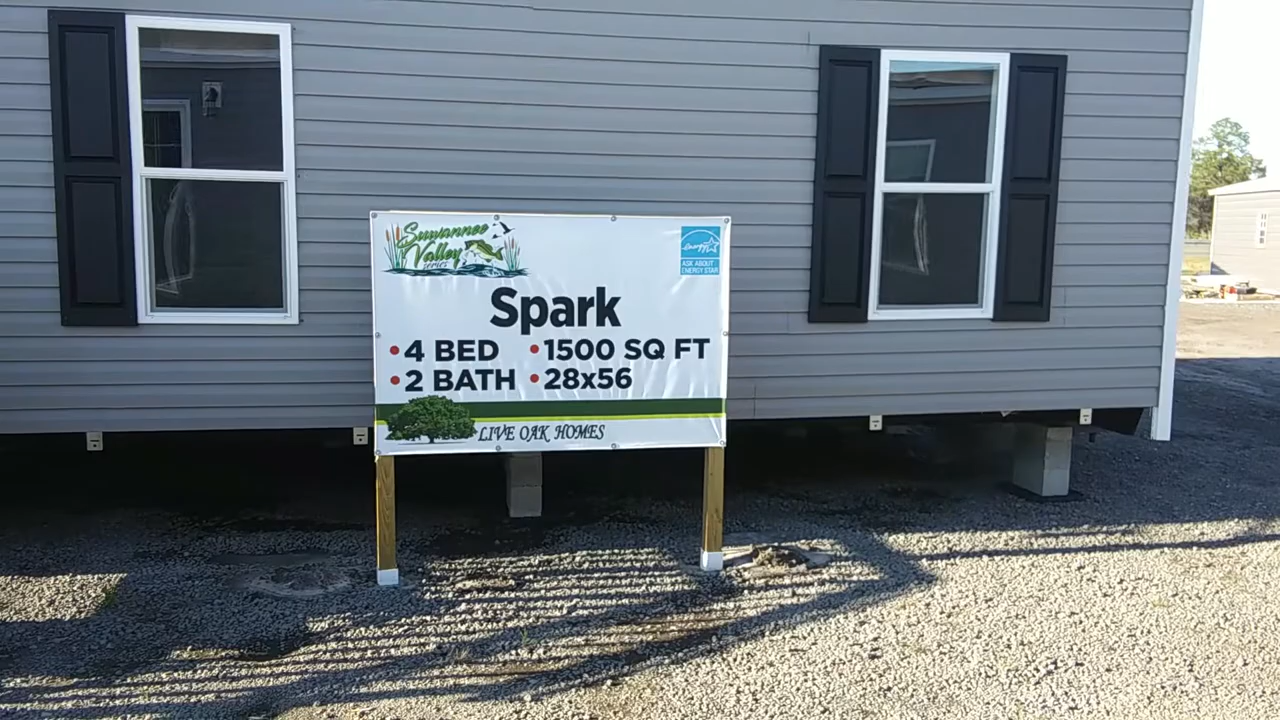 Suwannee
Valley
SERIES
energy
ASK ABOUT
ENERGY STAR
Spark
• 4 BED • 1500 SQ FT
• 2 BATH • 28x56
LIVE OAK HOMES